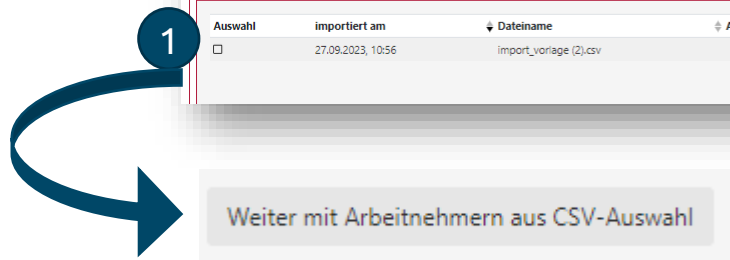 Auswahl importiert am Dateiname A
1
27.09.2023, 10:56 import_vorlage (2).csv
Weiter mit Arbeitnehmern aus CSV-Auswahl